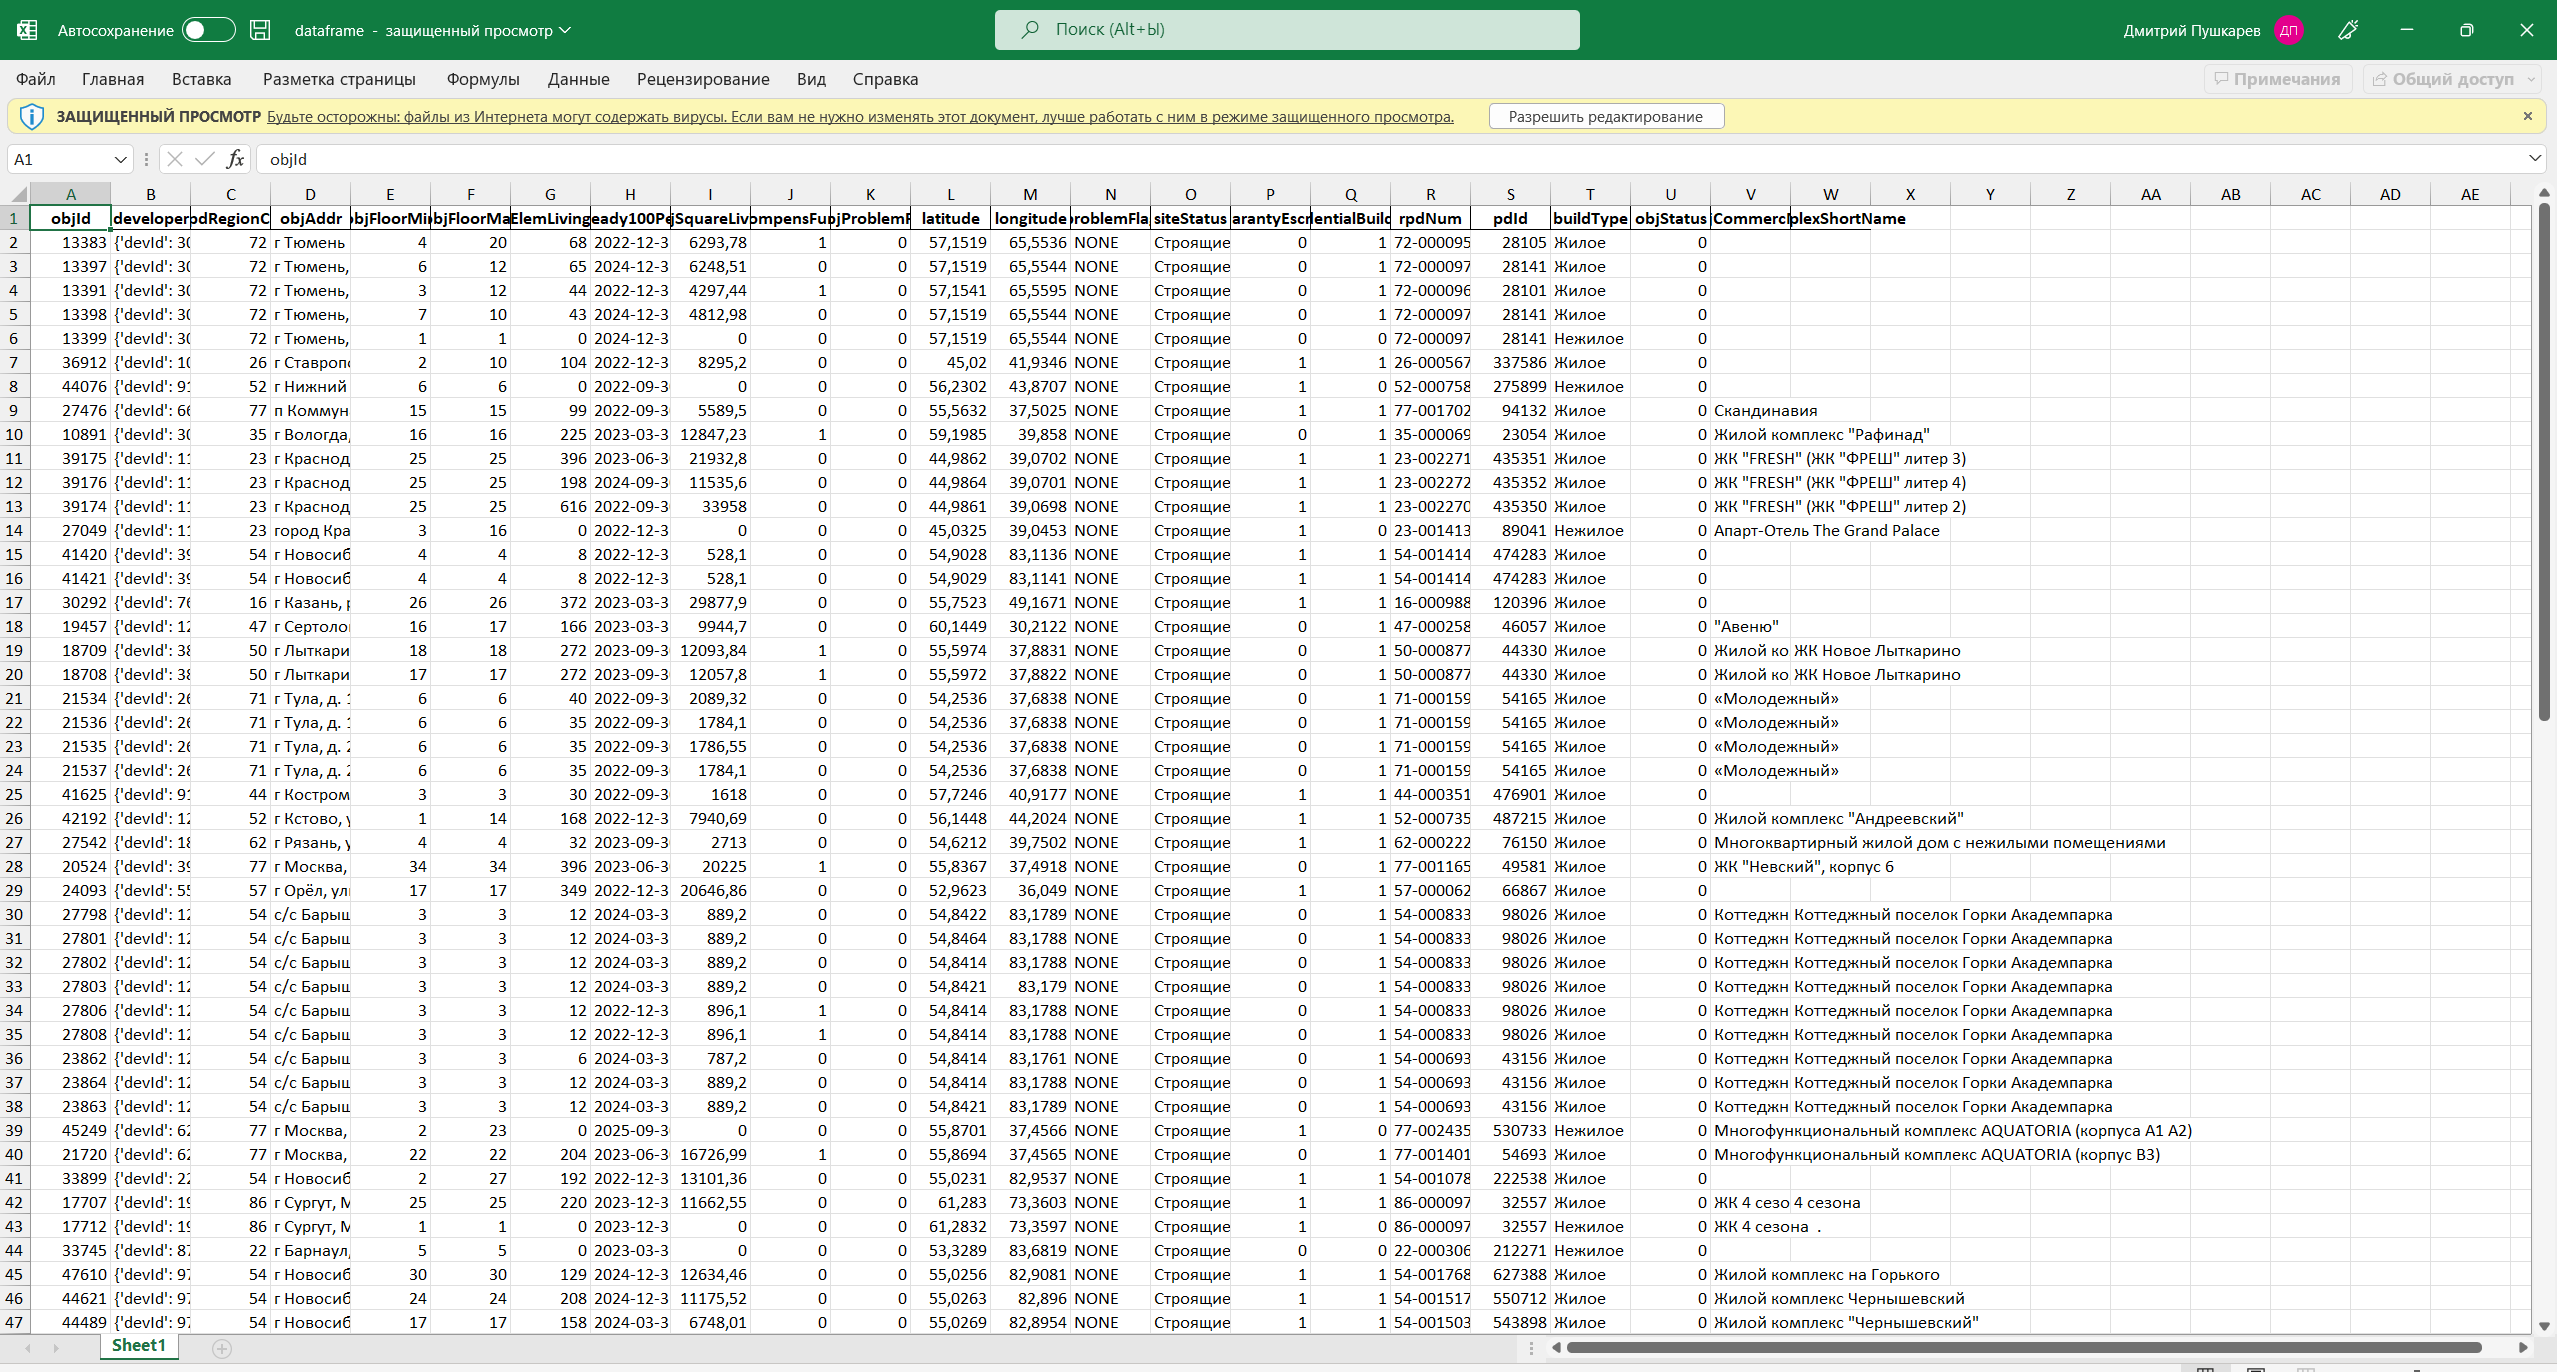 Автосохранение dataframe - защищенный просмотр Поиск (Alt+Ы) Дмитрий Пушкарев ДП
Файл Главная Вставка Разметка страницы Формулы Данные Рецензирование Вид Справка Примечания Общий доступ
ЗАЩИЩЕННЫЙ ПРОСМОТР Будьте осторожны: файлы из Интернета могут содержать вирусы. Если вам не нужно изменять этот документ, лучше работать с ним в режиме защищенного просмотра. Разрешить редактирование
A1 fx objId
A B C D E F G H I J K L M N O P Q R S T U V W X Y Z AA AB AC AD AE
1 objId developer pdRegionC objAddr bjFloorMi bjFloorMa ElemLiving eady100Pe jSquareLiv ompensFu jProblemF latitude longitude problemFla siteStatus arantyEscr lentialBuild rpdNum pdId buildType objStatus jCommercl plexShortName
2 13383 {'devId': 30 72 г Тюмень 4 20 68 2022-12-3 6293,78 1 0 57,1519 65,5536 NONE Строящие 0 1 72-000095 28105 Жилое 0
3 13397 {'devId': 30 72 г Тюмень, 6 12 65 2024-12-3 6248,51 0 0 57,1519 65,5544 NONE Строящие 0 1 72-000097 28141 Жилое 0
4 13391 {'devId': 30 72 г Тюмень, 3 12 44 2022-12-3 4297,44 1 0 57,1541 65,5595 NONE Строящие 0 1 72-000096 28101 Жилое 0
5 13398 {'devId': 30 72 г Тюмень, 7 10 43 2024-12-3 4812,98 0 0 57,1519 65,5544 NONE Строящие 0 1 72-000097 28141 Жилое 0
6 13399 {'devId': 30 72 г Тюмень, 1 1 0 2024-12-3 0 0 0 57,1519 65,5544 NONE Строящие 0 0 72-000097 28141 Нежилое 0
7 36912 {'devId': 10 26 г Ставропо 2 10 104 2022-12-3 8295,2 0 0 45,02 41,9346 NONE Строящие 1 1 26-000567 337586 Жилое 0
8 44076 {'devId': 91 52 г Нижний 6 6 0 2022-09-3 0 0 0 56,2302 43,8707 NONE Строящие 1 0 52-000758 275899 Нежилое 0
9 27476 {'devId': 66 77 п Коммун 15 15 99 2022-09-3 5589,5 0 0 55,5632 37,5025 NONE Строящие 1 1 77-001702 94132 Жилое 0 Скандинавия
10 10891 {'devId': 30 35 г Вологда, 16 16 225 2023-03-3 12847,23 1 0 59,1985 39,858 NONE Строящие 0 1 35-000069 23054 Жилое 0 Жилой комплекс "Рафинад"
11 39175 {'devId': 11 23 г Краснод 25 25 396 2023-06-3 21932,8 0 0 44,9862 39,0702 NONE Строящие 1 1 23-002271 435351 Жилое 0 ЖК "FRESH" (ЖК "ФРЕШ" литер 3)
12 39176 {'devId': 11 23 г Краснод 25 25 198 2024-09-3 11535,6 0 0 44,9864 39,0701 NONE Строящие 1 1 23-002272 435352 Жилое 0 ЖК "FRESH" (ЖК "ФРЕШ" литер 4)
13 39174 {'devId': 11 23 г Краснод 25 25 616 2022-09-3 33958 0 0 44,9861 39,0698 NONE Строящие 1 1 23-002270 435350 Жилое 0 ЖК "FRESH" (ЖК "ФРЕШ" литер 2)
14 27049 {'devId': 11 23 город Кра 3 16 0 2022-12-3 0 0 0 45,0325 39,0453 NONE Строящие 1 0 23-001413 89041 Нежилое 0 Апарт-Отель The Grand Palace
15 41420 {'devId': 39 54 г Новосиб 4 4 8 2022-12-3 528,1 0 0 54,9028 83,1136 NONE Строящие 1 1 54-001414 474283 Жилое 0
16 41421 {'devId': 39 54 г Новосиб 4 4 8 2022-12-3 528,1 0 0 54,9029 83,1141 NONE Строящие 1 1 54-001414 474283 Жилое 0
17 30292 {'devId': 76 16 г Казань, р 26 26 372 2023-03-3 29877,9 0 0 55,7523 49,1671 NONE Строящие 1 1 16-000988 120396 Жилое 0
18 19457 {'devId': 12 47 г Сертоло 16 17 166 2023-03-3 9944,7 0 0 60,1449 30,2122 NONE Строящие 0 1 47-000258 46057 Жилое 0 "Авеню"
19 18709 {'devId': 38 50 г Лыткари 18 18 272 2023-09-3 12093,84 1 0 55,5974 37,8831 NONE Строящие 0 1 50-000877 44330 Жилое 0 Жилой ко ЖК Новое Лыткарино
20 18708 {'devId': 38 50 г Лыткари 17 17 272 2023-09-3 12057,8 1 0 55,5972 37,8822 NONE Строящие 0 1 50-000877 44330 Жилое 0 Жилой ко ЖК Новое Лыткарино
21 21534 {'devId': 26 71 г Тула, д. 1 6 6 40 2022-09-3 2089,32 0 0 54,2536 37,6838 NONE Строящие 0 1 71-000159 54165 Жилое 0 «Молодежный»
22 21536 {'devId': 26 71 г Тула, д. 1 6 6 35 2022-09-3 1784,1 0 0 54,2536 37,6838 NONE Строящие 0 1 71-000159 54165 Жилое 0 «Молодежный»
23 21535 {'devId': 26 71 г Тула, д. 2 6 6 35 2022-09-3 1786,55 0 0 54,2536 37,6838 NONE Строящие 0 1 71-000159 54165 Жилое 0 «Молодежный»
24 21537 {'devId': 26 71 г Тула, д. 2 6 6 35 2022-09-3 1784,1 0 0 54,2536 37,6838 NONE Строящие 0 1 71-000159 54165 Жилое 0 «Молодежный»
25 41625 {'devId': 91 44 г Костром 3 3 30 2022-09-3 1618 0 0 57,7246 40,9177 NONE Строящие 1 1 44-000351 476901 Жилое 0
26 42192 {'devId': 12 52 г Кстово, у 1 14 168 2022-12-3 7940,69 0 0 56,1448 44,2024 NONE Строящие 1 1 52-000735 487215 Жилое 0 Жилой комплекс "Андреевский"
27 27542 {'devId': 18 62 г Рязань, у 4 4 32 2023-09-3 2713 0 0 54,6212 39,7502 NONE Строящие 1 1 62-000222 76150 Жилое 0 Многоквартирный жилой дом с нежилыми помещениями
28 20524 {'devId': 39 77 г Москва, 34 34 396 2023-06-3 20225 1 0 55,8367 37,4918 NONE Строящие 0 1 77-001165 49581 Жилое 0 ЖК "Невский", корпус 6
29 24093 {'devId': 55 57 г Орёл, ул 17 17 349 2022-12-3 20646,86 0 0 52,9623 36,049 NONE Строящие 1 1 57-000062 66867 Жилое 0
30 27798 {'devId': 12 54 с/с Барыш 3 3 12 2024-03-3 889,2 0 0 54,8422 83,1789 NONE Строящие 0 1 54-000833 98026 Жилое 0 Коттеджн Коттеджный поселок Горки Академпарка
31 27801 {'devId': 12 54 с/с Барыш 3 3 12 2024-03-3 889,2 0 0 54,8464 83,1788 NONE Строящие 0 1 54-000833 98026 Жилое 0 Коттеджн Коттеджный поселок Горки Академпарка
32 27802 {'devId': 12 54 с/с Барыш 3 3 12 2024-03-3 889,2 0 0 54,8414 83,1788 NONE Строящие 0 1 54-000833 98026 Жилое 0 Коттеджн Коттеджный поселок Горки Академпарка
33 27803 {'devId': 12 54 с/с Барыш 3 3 12 2024-03-3 889,2 0 0 54,8421 83,179 NONE Строящие 0 1 54-000833 98026 Жилое 0 Коттеджн Коттеджный поселок Горки Академпарка
34 27806 {'devId': 12 54 с/с Барыш 3 3 12 2022-12-3 896,1 1 0 54,8414 83,1788 NONE Строящие 0 1 54-000833 98026 Жилое 0 Коттеджн Коттеджный поселок Горки Академпарка
35 27808 {'devId': 12 54 с/с Барыш 3 3 12 2022-12-3 896,1 1 0 54,8414 83,1788 NONE Строящие 0 1 54-000833 98026 Жилое 0 Коттеджн Коттеджный поселок Горки Академпарка
36 23862 {'devId': 12 54 с/с Барыш 3 3 6 2024-03-3 787,2 0 0 54,8414 83,1761 NONE Строящие 0 1 54-000693 43156 Жилое 0 Коттеджн Коттеджный поселок Горки Академпарка
37 23864 {'devId': 12 54 с/с Барыш 3 3 12 2024-03-3 889,2 0 0 54,8414 83,1788 NONE Строящие 0 1 54-000693 43156 Жилое 0 Коттеджн Коттеджный поселок Горки Академпарка
38 23863 {'devId': 12 54 с/с Барыш 3 3 12 2024-03-3 889,2 0 0 54,8421 83,1789 NONE Строящие 0 1 54-000693 43156 Жилое 0 Коттеджн Коттеджный поселок Горки Академпарка
39 45249 {'devId': 62 77 г Москва, 2 23 0 2025-09-3 0 0 0 55,8701 37,4566 NONE Строящие 1 0 77-002435 530733 Нежилое 0 Многофункциональный комплекс AQUATORIA (корпуса А1 А2)
40 21720 {'devId': 62 77 г Москва, 22 22 204 2023-06-3 16726,99 1 0 55,8694 37,4565 NONE Строящие 0 1 77-001401 54693 Жилое 0 Многофункциональный комплекс AQUATORIA (корпус В3)
41 33899 {'devId': 22 54 г Новосиб 2 27 192 2022-12-3 13101,36 0 0 55,0231 82,9537 NONE Строящие 1 1 54-001078 222538 Жилое 0
42 17707 {'devId': 19 86 г Сургут, М 25 25 220 2023-12-3 11662,55 0 0 61,283 73,3603 NONE Строящие 1 1 86-000097 32557 Жилое 0 ЖК 4 сезо 4 сезона
43 17712 {'devId': 19 86 г Сургут, М 1 1 0 2023-12-3 0 0 0 61,2832 73,3597 NONE Строящие 1 0 86-000097 32557 Нежилое 0 ЖК 4 сезона .
44 33745 {'devId': 87 22 г Барнаул, 5 5 0 2023-03-3 0 0 0 53,3289 83,6819 NONE Строящие 0 0 22-000306 212271 Нежилое 0
45 47610 {'devId': 97 54 г Новосиб 30 30 129 2024-12-3 12634,46 0 0 55,0256 82,9081 NONE Строящие 1 1 54-001768 627388 Жилое 0 Жилой комплекс на Горького
46 44621 {'devId': 97 54 г Новосиб 24 24 208 2024-12-3 11175,52 0 0 55,0263 82,896 NONE Строящие 1 1 54-001517 550712 Жилое 0 Жилой комплекс Чернышевский
47 44489 {'devId': 97 54 г Новосиб 17 17 158 2024-03-3 6748,01 0 0 55,0269 82,8954 NONE Строящие 1 1 54-001503 543898 Жилое 0 Жилой комплекс "Чернышевский"
Sheet1